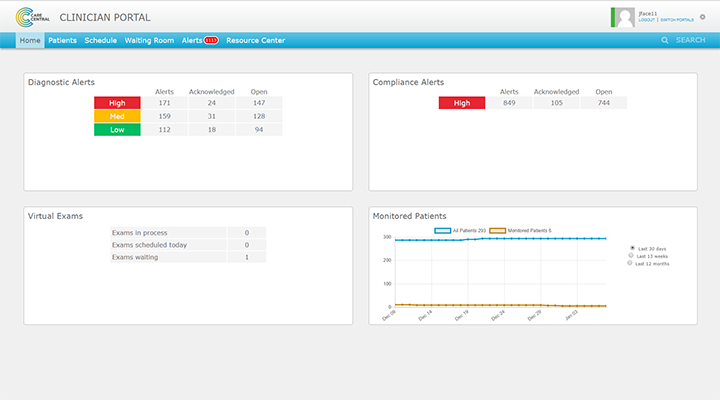 CARE
CENTRAL
CLINICIAN PORTAL
LOGOUT | SWITCH PORTALS
Home Patients Schedule Waiting Room Alerts Resource Center SEARCH
Diagnostic Alerts
Alerts Acknowledged Open
High 171 24 147
Med 159 31 128
Low 112 18 94
Compliance Alerts
Alerts Acknowledged Open
High 849 105 744
Virtual Exams
Exams in process 0
Exams scheduled today 0
Exams waiting 1
Monitored Patients
All Patients 293 Monitored Patients 6
300
200
100
0
Dec 09 Dec 14 Dec 19 Dec 24 Dec 29 Jan 03
Last 30 days
Last 13 weeks
Last 12 months